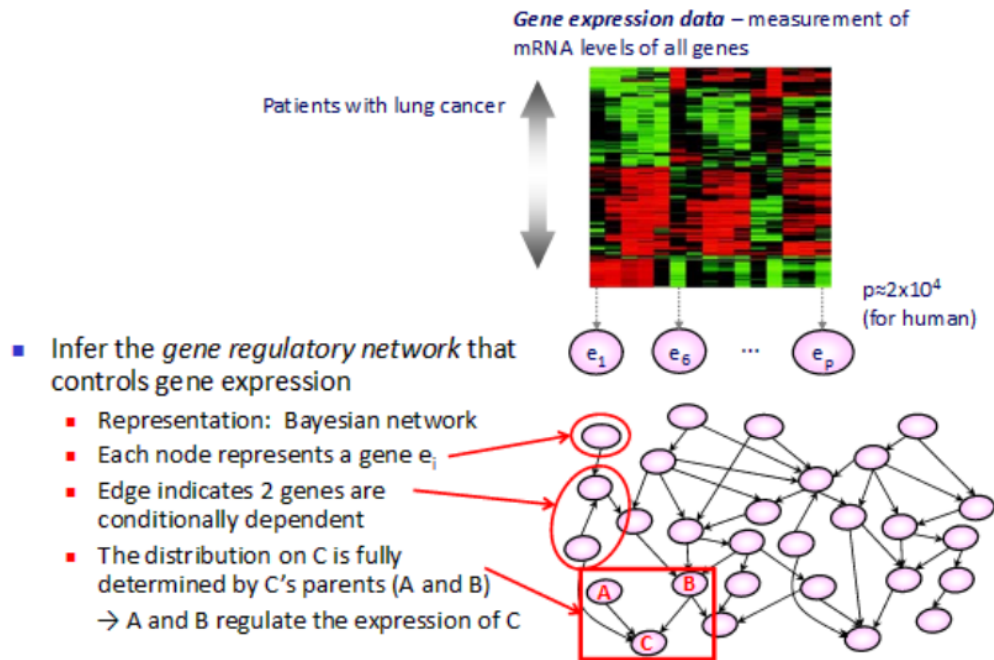 Gene expression data – measurement of
mRNA levels of all genes
Patients with lung cancer
p≈2x10⁴
(for human)
e₁ e₆ ... eₚ
▪ Infer the gene regulatory network that
controls gene expression
▪ Representation: Bayesian network
▪ Each node represents a gene eᵢ
▪ Edge indicates 2 genes are
conditionally dependent
▪ The distribution on C is fully
determined by C's parents (A and B)
→ A and B regulate the expression of C
A
B
C